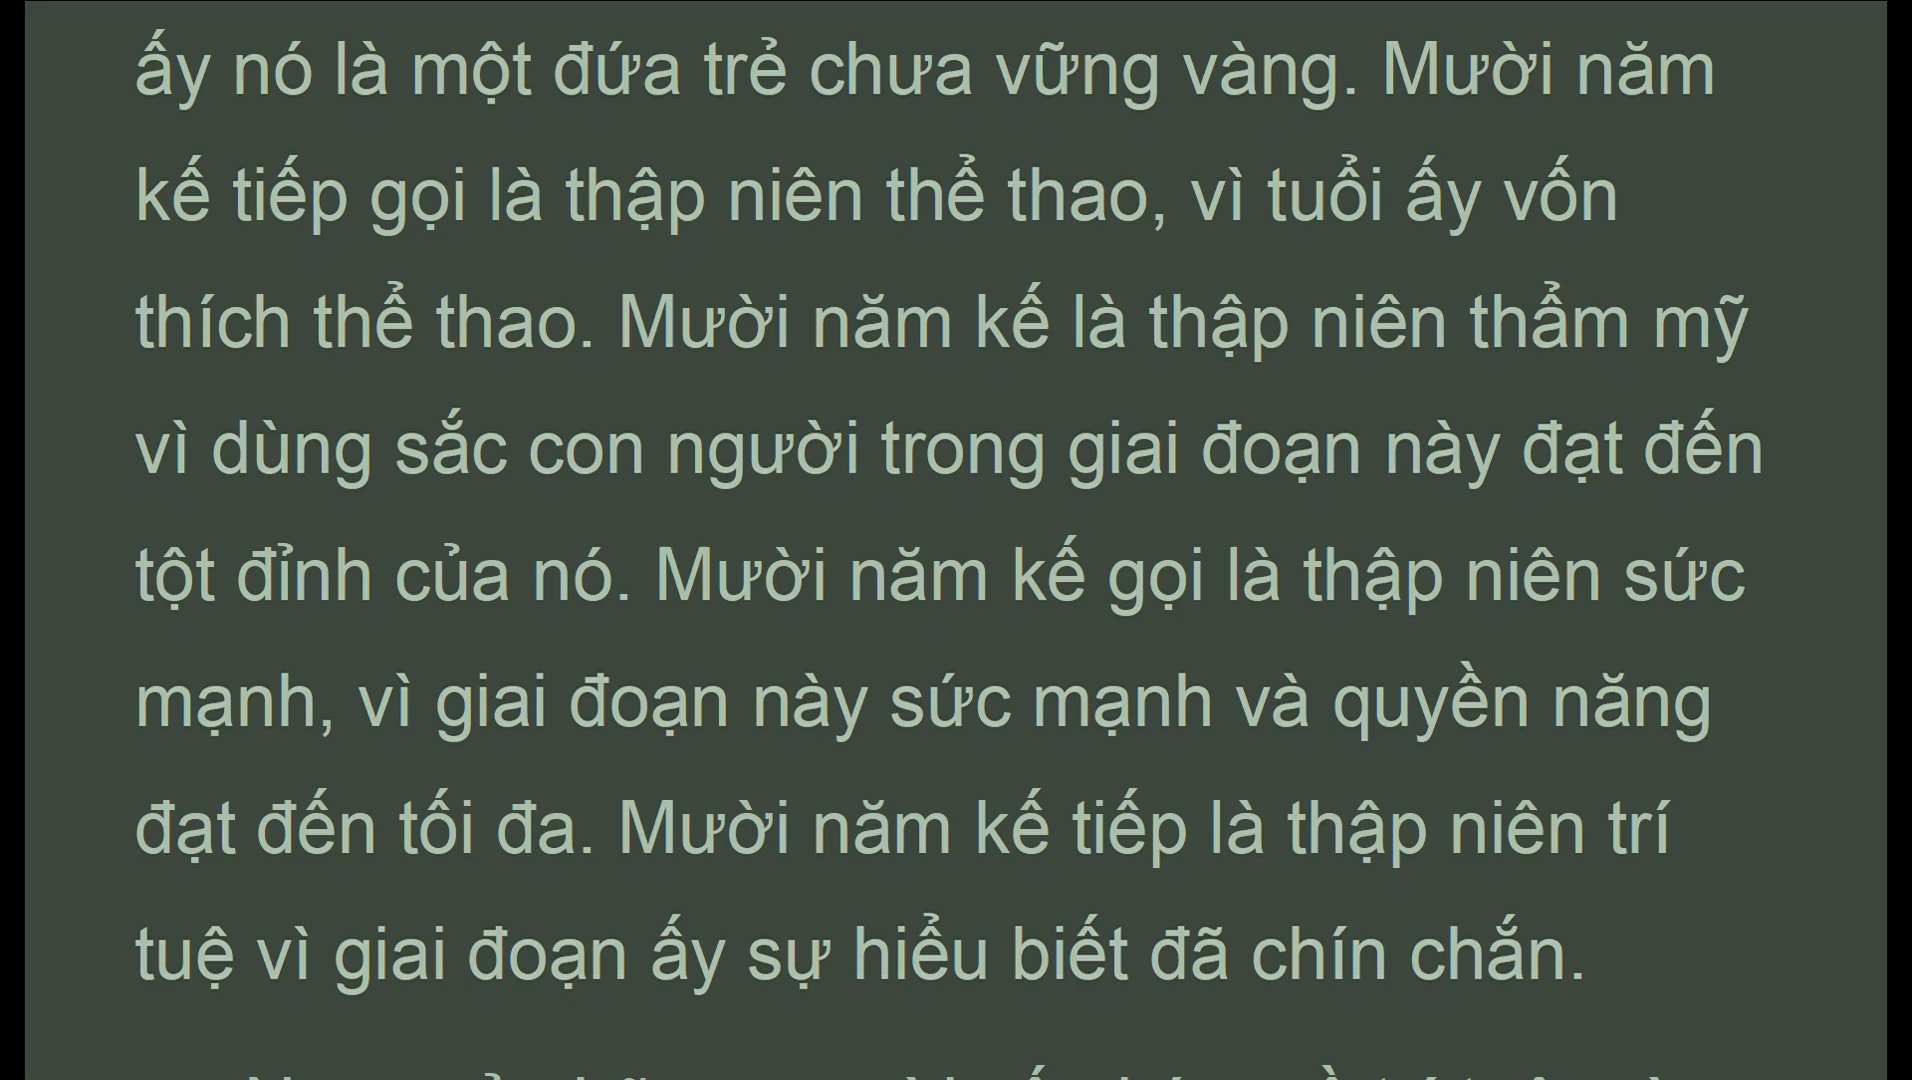 ấy nó là một đứa trẻ chưa vững vàng. Mười năm
kế tiếp gọi là thập niên thể thao, vì tuổi ấy vốn
thích thể thao. Mười năm kế là thập niên thẩm mỹ
vì dùng sắc con người trong giai đoạn này đạt đến
tột đỉnh của nó. Mười năm kế gọi là thập niên sức
mạnh, vì giai đoạn này sức mạnh và quyền năng
đạt đến tối đa. Mười năm kế tiếp là thập niên trí
tuệ vì giai đoạn ấy sự hiểu biết đã chín chắn.